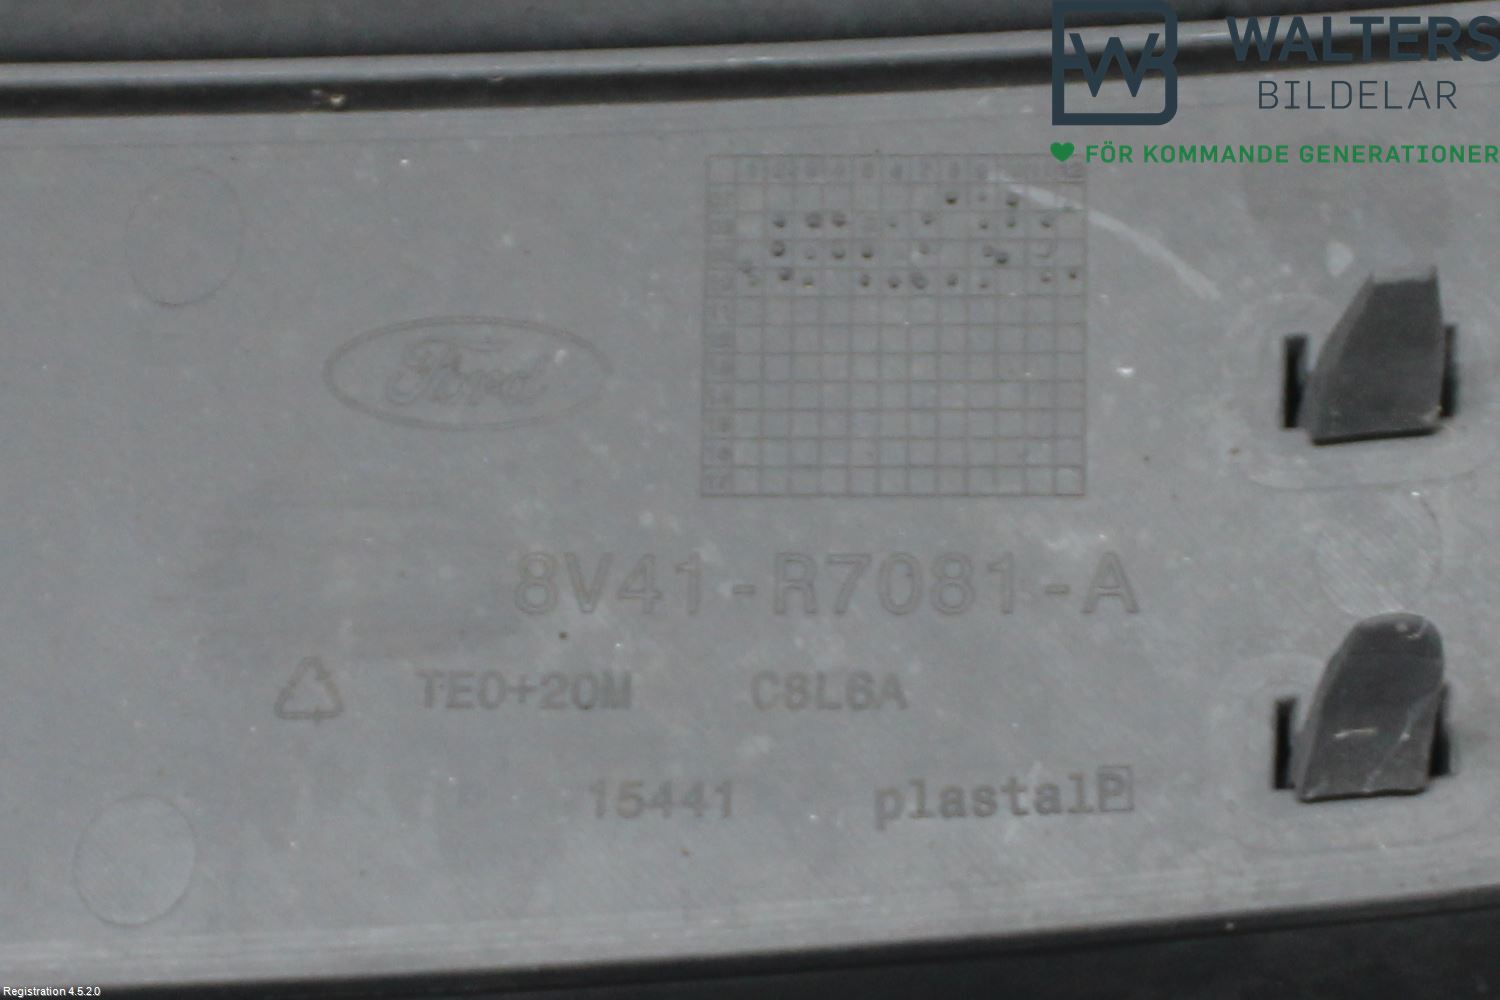 WALTERS
BILDELAR
FÖR KOMMANDE GENERATIONER
Ford
8V41-R7081-A
TEO+20M C8L6A
15441 plastal P
Registration 4.5.2.0